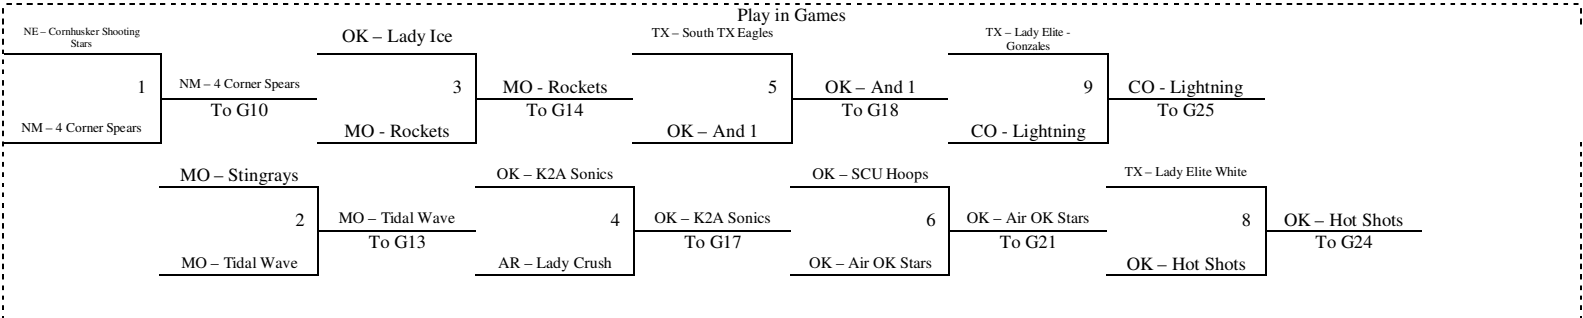 Play in Games
NE – Cornhusker Shooting
Stars
1
NM – 4 Corner Spears
To G10
NM – 4 Corner Spears
OK – Lady Ice
3
MO - Rockets
To G14
MO - Rockets
TX – South TX Eagles
5
OK – And 1
To G18
OK – And 1
TX – Lady Elite -
Gonzales
9
CO - Lightning
To G25
CO - Lightning
MO – Stingrays
2
MO – Tidal Wave
To G13
MO – Tidal Wave
OK – K2A Sonics
4
OK – K2A Sonics
To G17
AR – Lady Crush
OK – SCU Hoops
6
OK – Air OK Stars
To G21
OK – Air OK Stars
TX – Lady Elite White
8
OK – Hot Shots
To G24
OK – Hot Shots